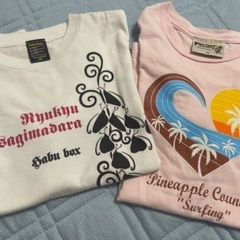 Ryukyu
sagimadara
Habu box
Pineapple Coun
"Surfing"